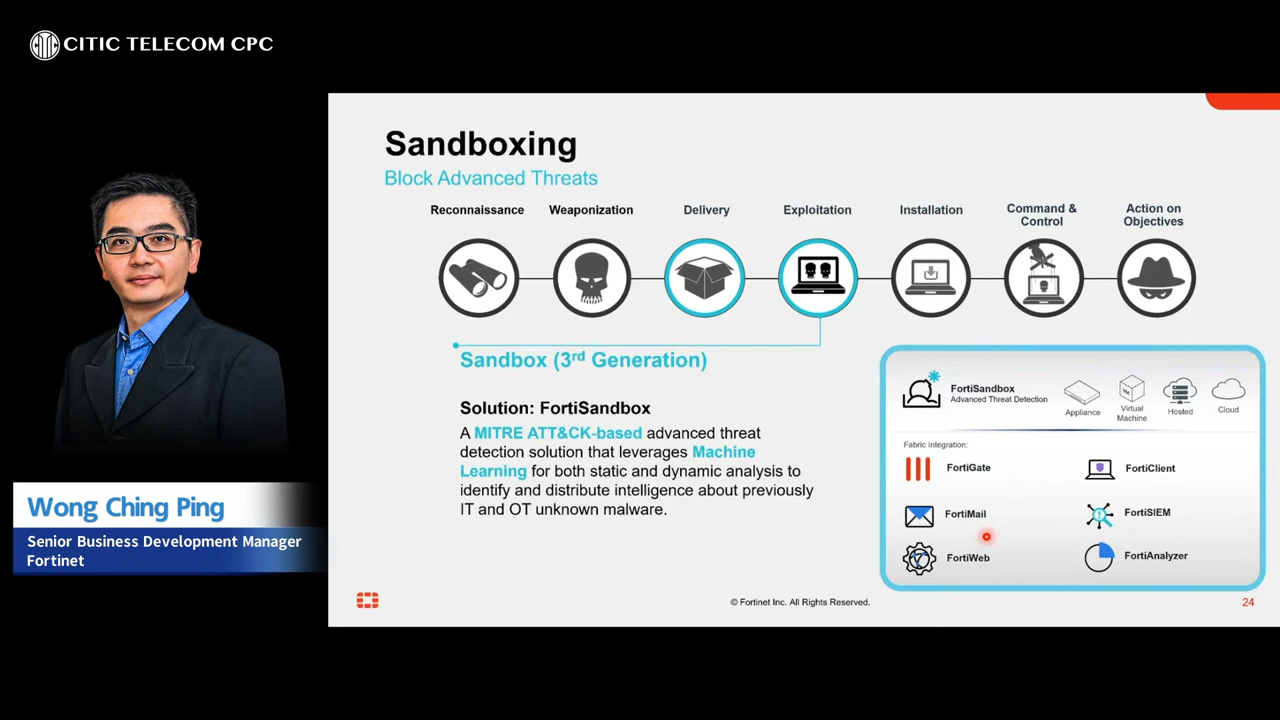 CITIC TELECOM CPC
Sandboxing
Block Advanced Threats
Reconnaissance
Weaponization
Delivery
Exploitation
Installation
Command &
Control
Action on
Objectives
Sandbox (3rd Generation)
Solution: FortiSandbox
A MITRE ATT&CK-based advanced threat
detection solution that leverages Machine
Learning for both static and dynamic analysis to
identify and distribute intelligence about previously
IT and OT unknown malware.
FortiSandbox
Advanced Threat Detection
Appliance
VM
Virtual
Machine
Hosted
Cloud
Fabric Integration:
FortiGate
FortiClient
FortiMail
FortiSIEM
FortiWeb
FortiAnalyzer
Wong Ching Ping
Senior Business Development Manager
Fortinet
© Fortinet Inc. All Rights Reserved.
24